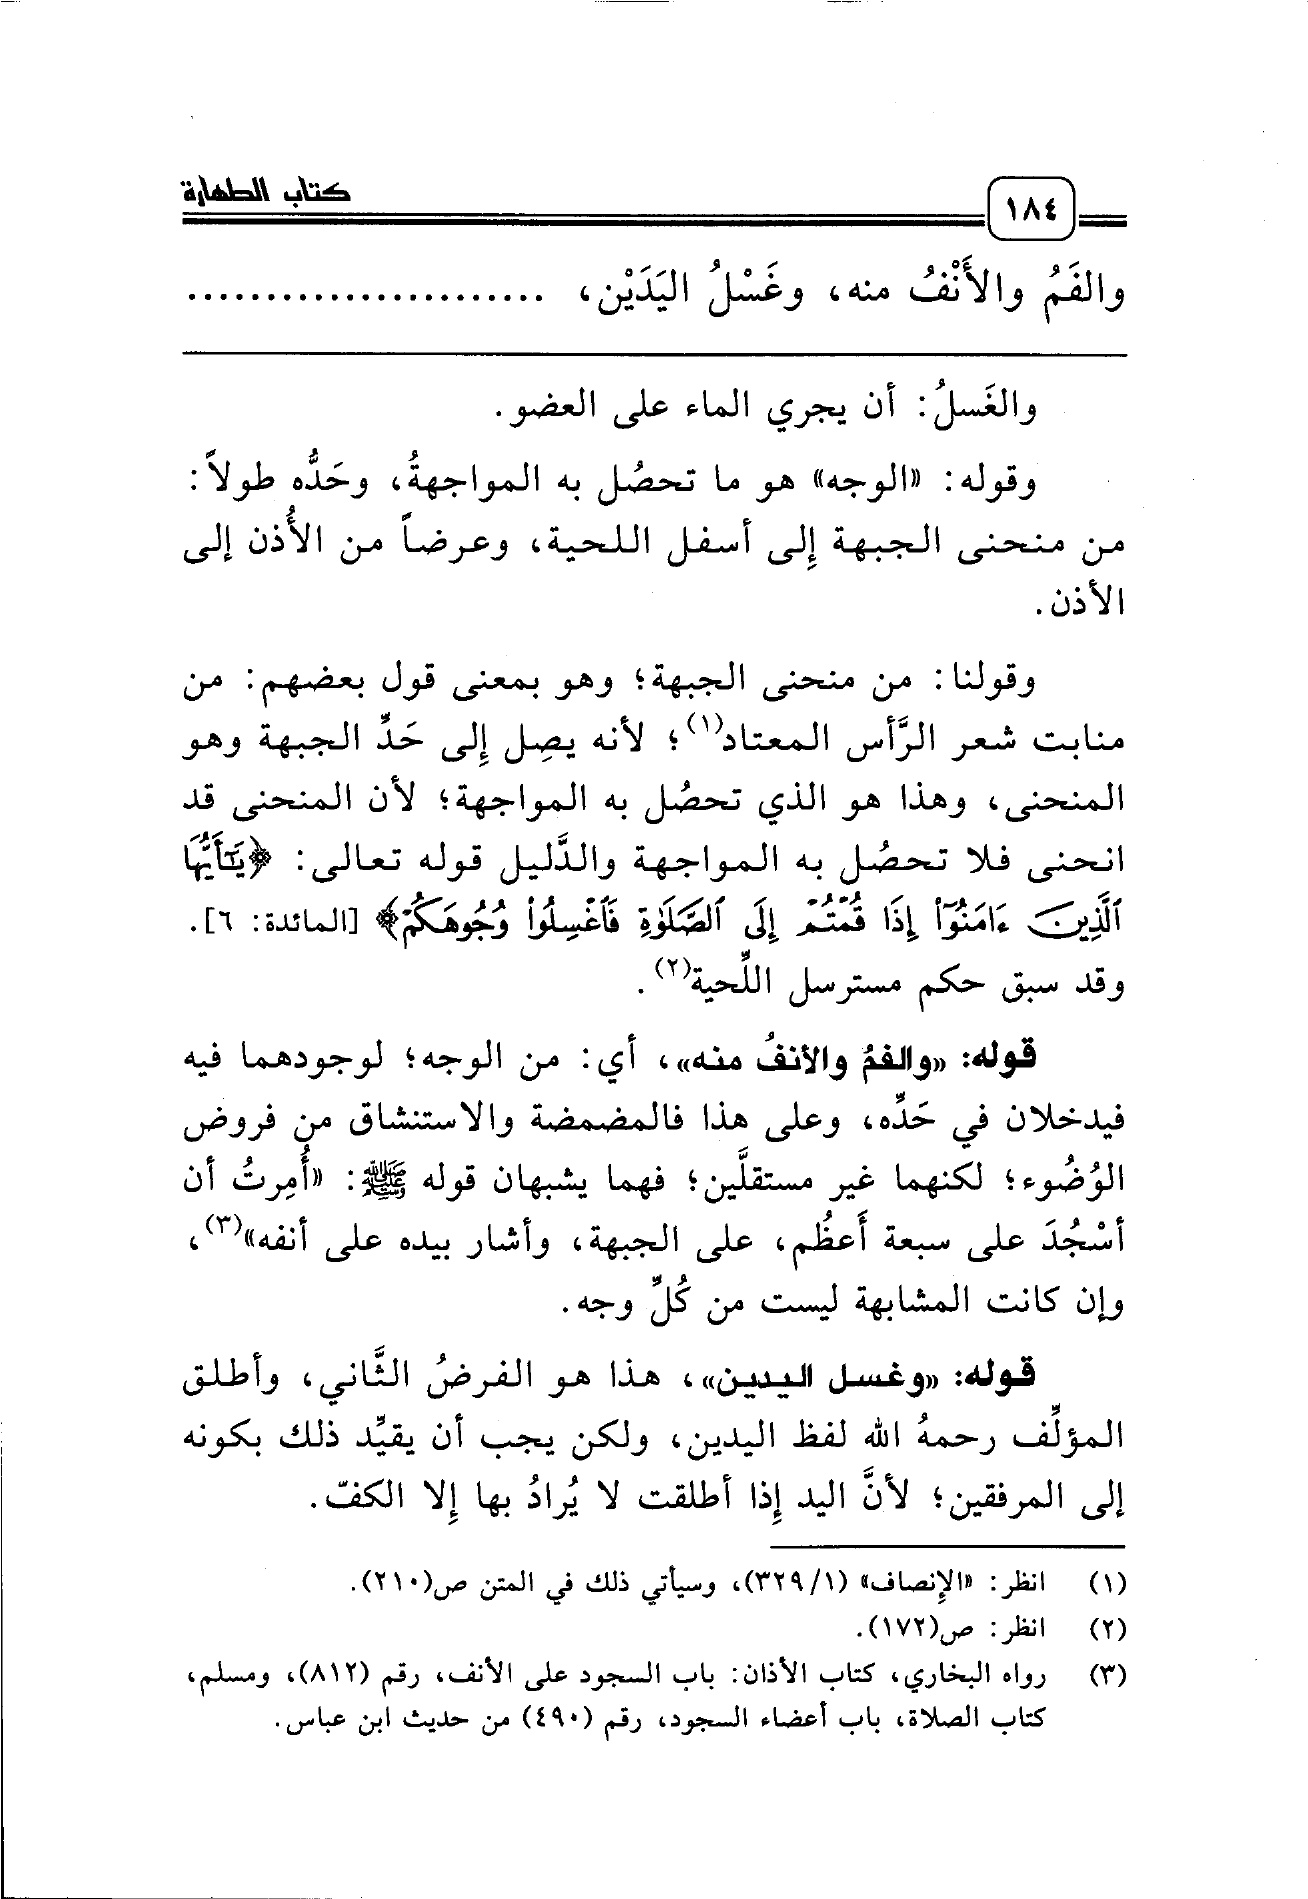 كتاب الطهارة
١٨٤
والفَمُ والأَنْفُ منه، وغَسْلُ اليَدَيْن، .......................
والغَسلُ: أن يجري الماء على العضو.
وقوله: «الوجه» هو ما تحصُل به المواجهةُ، وحَدُّه طولاً:
من منحنى الجبهة إِلى أسفل اللحية، وعرضاً من الأُذن إلى
الأذن.
وقولنا: من منحنى الجبهة؛ وهو بمعنى قول بعضهم: من
منابت شعر الرَّأس المعتاد(١)؛ لأنه يصِل إِلى حَدِّ الجبهة وهو
المنحنى، وهذا هو الذي تحصُل به المواجهة؛ لأن المنحنى قد
انحنى فلا تحصُل به المواجهة والدَّليل قوله تعالى: ﴿يَٰٓأَيُّهَا
ٱلَّذِينَ ءَامَنُوٓاْ إِذَا قُمۡتُمۡ إِلَى ٱلصَّلَوٰةِ فَٱغۡسِلُواْ وُجُوهَكُمۡ﴾ [المائدة: ٦].
وقد سبق حكم مسترسل اللِّحية(٢).
قوله: «والفمُ والأنفُ منه»، أي: من الوجه؛ لوجودهما فيه
فيدخلان في حَدِّه، وعلى هذا فالمضمضة والاستنشاق من فروض
الوُضُوء؛ لكنهما غير مستقلَّين؛ فهما يشبهان قوله ﷺ: «أُمِرتُ أن
أسْجُدَ على سبعة أَعظُم، على الجبهة، وأشار بيده على أنفه»(٣)،
وإن كانت المشابهة ليست من كُلِّ وجه.
قوله: «وغسل اليدين»، هذا هو الفرضُ الثَّاني، وأطلق
المؤلِّف رحمهُ الله لفظ اليدين، ولكن يجب أن يقيِّد ذلك بكونه
إلى المرفقين؛ لأنَّ اليد إِذا أطلقت لا يُرادُ بها إِلا الكفّ.
(١) انظر: «الإِنصاف» (١/ ٣٢٩)، وسيأتي ذلك في المتن ص(٢١٠).
(٢) انظر: ص(١٧٢).
(٣) رواه البخاري، كتاب الأذان: باب السجود على الأنف، رقم (٨١٢)، ومسلم،
كتاب الصلاة، باب أعضاء السجود، رقم (٤٩٠) من حديث ابن عباس.